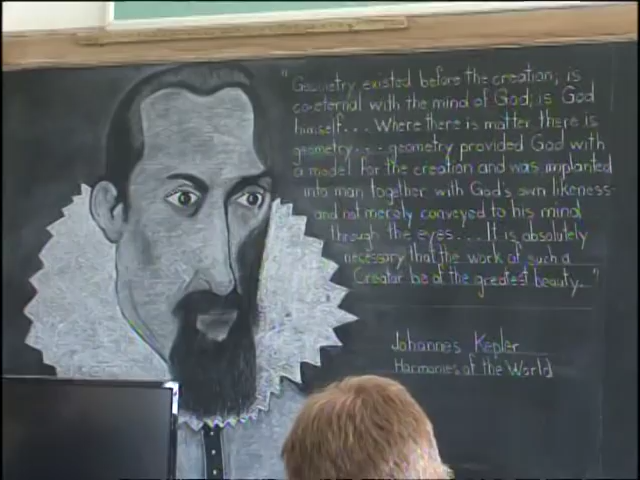 "Geometry existed before the creation; is
co-eternal with the mind of God; is God
himself... Where there is matter there is
geometry... geometry provided God with
a model for the creation and was implanted
into man together with God's own likeness-
and not merely conveyed to his mind
through the eyes.... It is absolutely
necessary that the work of such a
Creator be of the greatest beauty..."
Johannes Kepler
Harmonies of the World